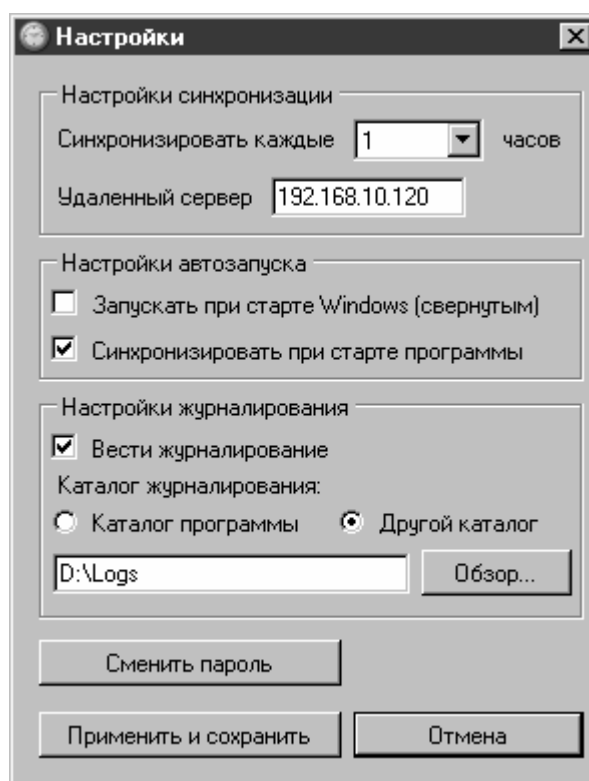 Настройки
Настройки синхронизации
Синхронизировать каждые 1 часов
Удаленный сервер 192.168.10.120
Настройки автозапуска
Запускать при старте Windows (свернутым)
Синхронизировать при старте программы
Настройки журналирования
Вести журналирование
Каталог журналирования:
Каталог программы Другой каталог
D:\Logs Обзор...
Сменить пароль
Применить и сохранить Отмена